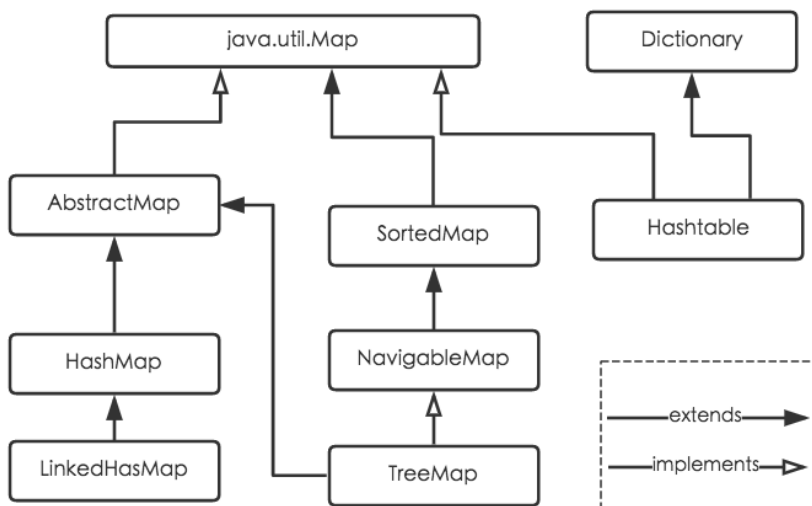 java.util.Map
Dictionary
AbstractMap
SortedMap
Hashtable
HashMap
NavigableMap
LinkedHasMap
TreeMap
extends
implements